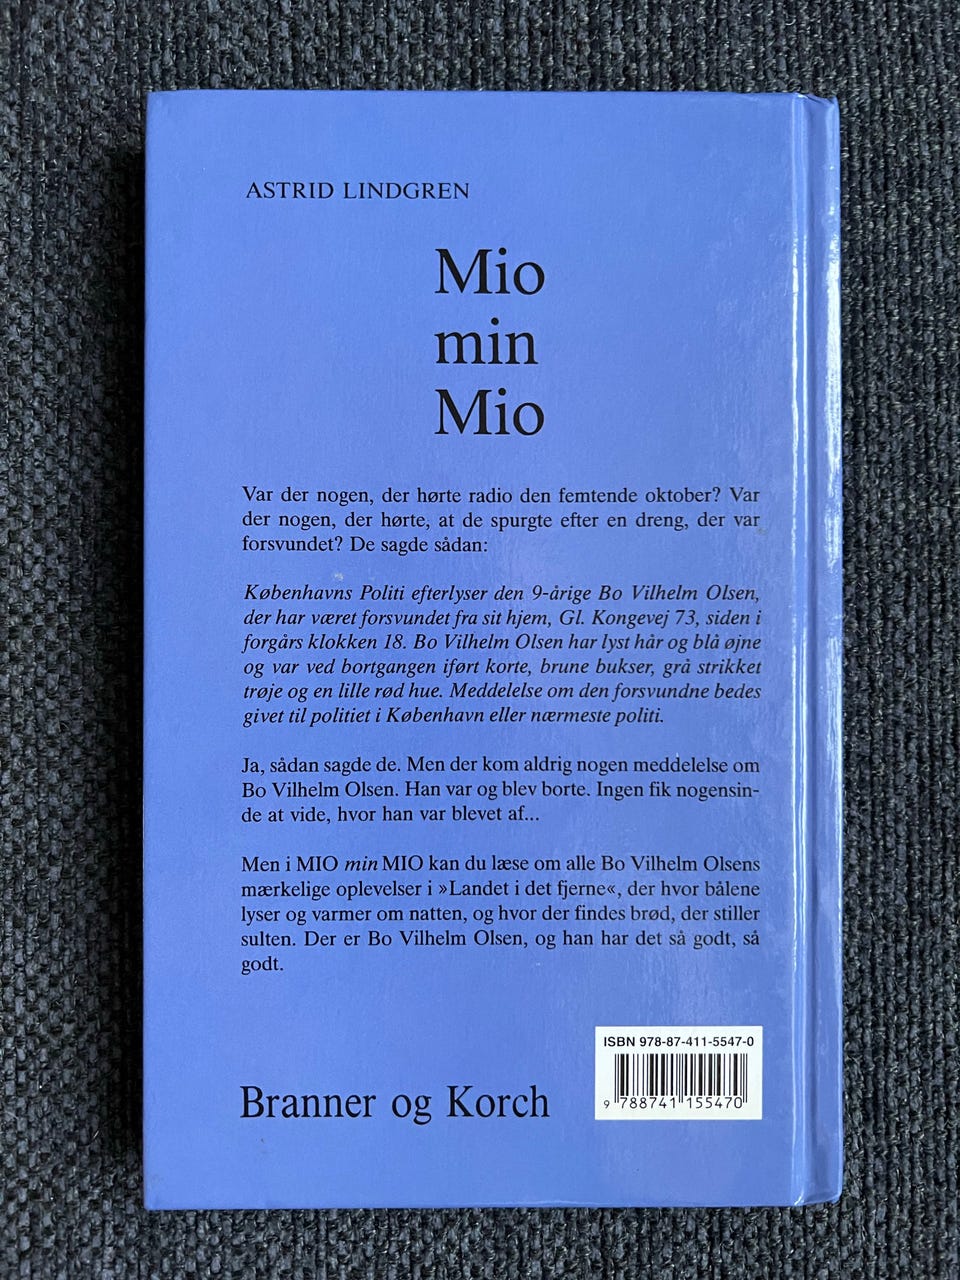 ASTRID LINDGREN
Mio
min
Mio
Var der nogen, der hørte radio den femtende oktober? Var
der nogen, der hørte, at de spurgte efter en dreng, der var
forsvundet? De sagde sådan:
Københavns Politi efterlyser den 9-årige Bo Vilhelm Olsen,
der har været forsvundet fra sit hjem, Gl. Kongevej 73, siden i
forgårs klokken 18. Bo Vilhelm Olsen har lyst hår og blå øjne
og var ved bortgangen iført korte, brune bukser, grå strikket
trøje og en lille rød hue. Meddelelse om den forsvundne bedes
givet til politiet i København eller nærmeste politi.
Ja, sådan sagde de. Men der kom aldrig nogen meddelelse om
Bo Vilhelm Olsen. Han var og blev borte. Ingen fik nogensin-
de at vide, hvor han var blevet af...
Men i MIO min MIO kan du læse om alle Bo Vilhelm Olsens
mærkelige oplevelser i »Landet i det fjerne«, der hvor bålene
lyser og varmer om natten, og hvor der findes brød, der stiller
sulten. Der er Bo Vilhelm Olsen, og han har det så godt, så
godt.
ISBN 978-87-411-5547-0
9 788741 155470
Branner og Korch